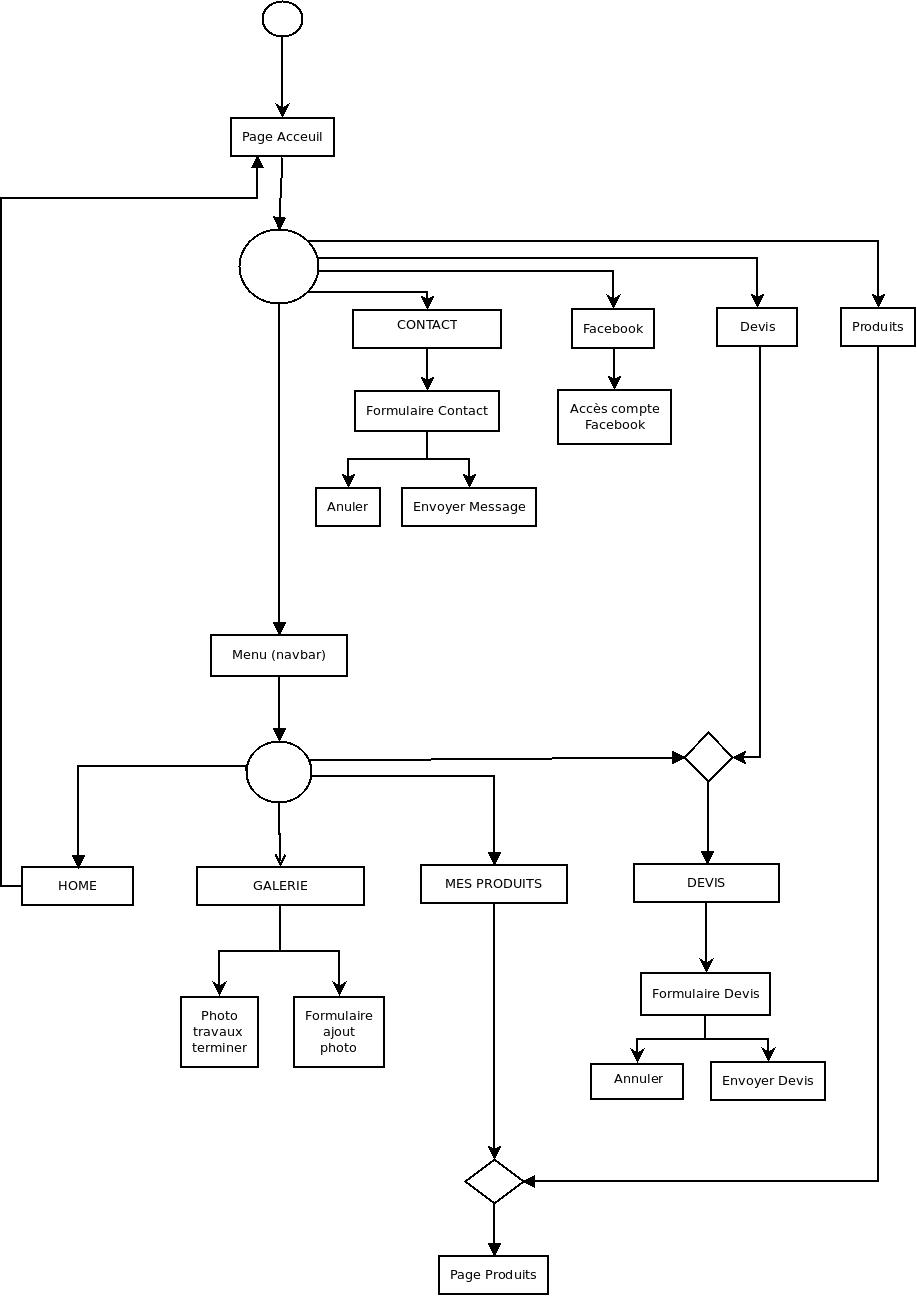 Page Acceuil
CONTACT
Facebook
Devis
Produits
Formulaire Contact
Accès compte
Facebook
Anuler
Envoyer Message
Menu (navbar)
HOME
GALERIE
MES PRODUITS
DEVIS
Photo
travaux
terminer
Formulaire
ajout
photo
Formulaire Devis
Annuler
Envoyer Devis
Page Produits